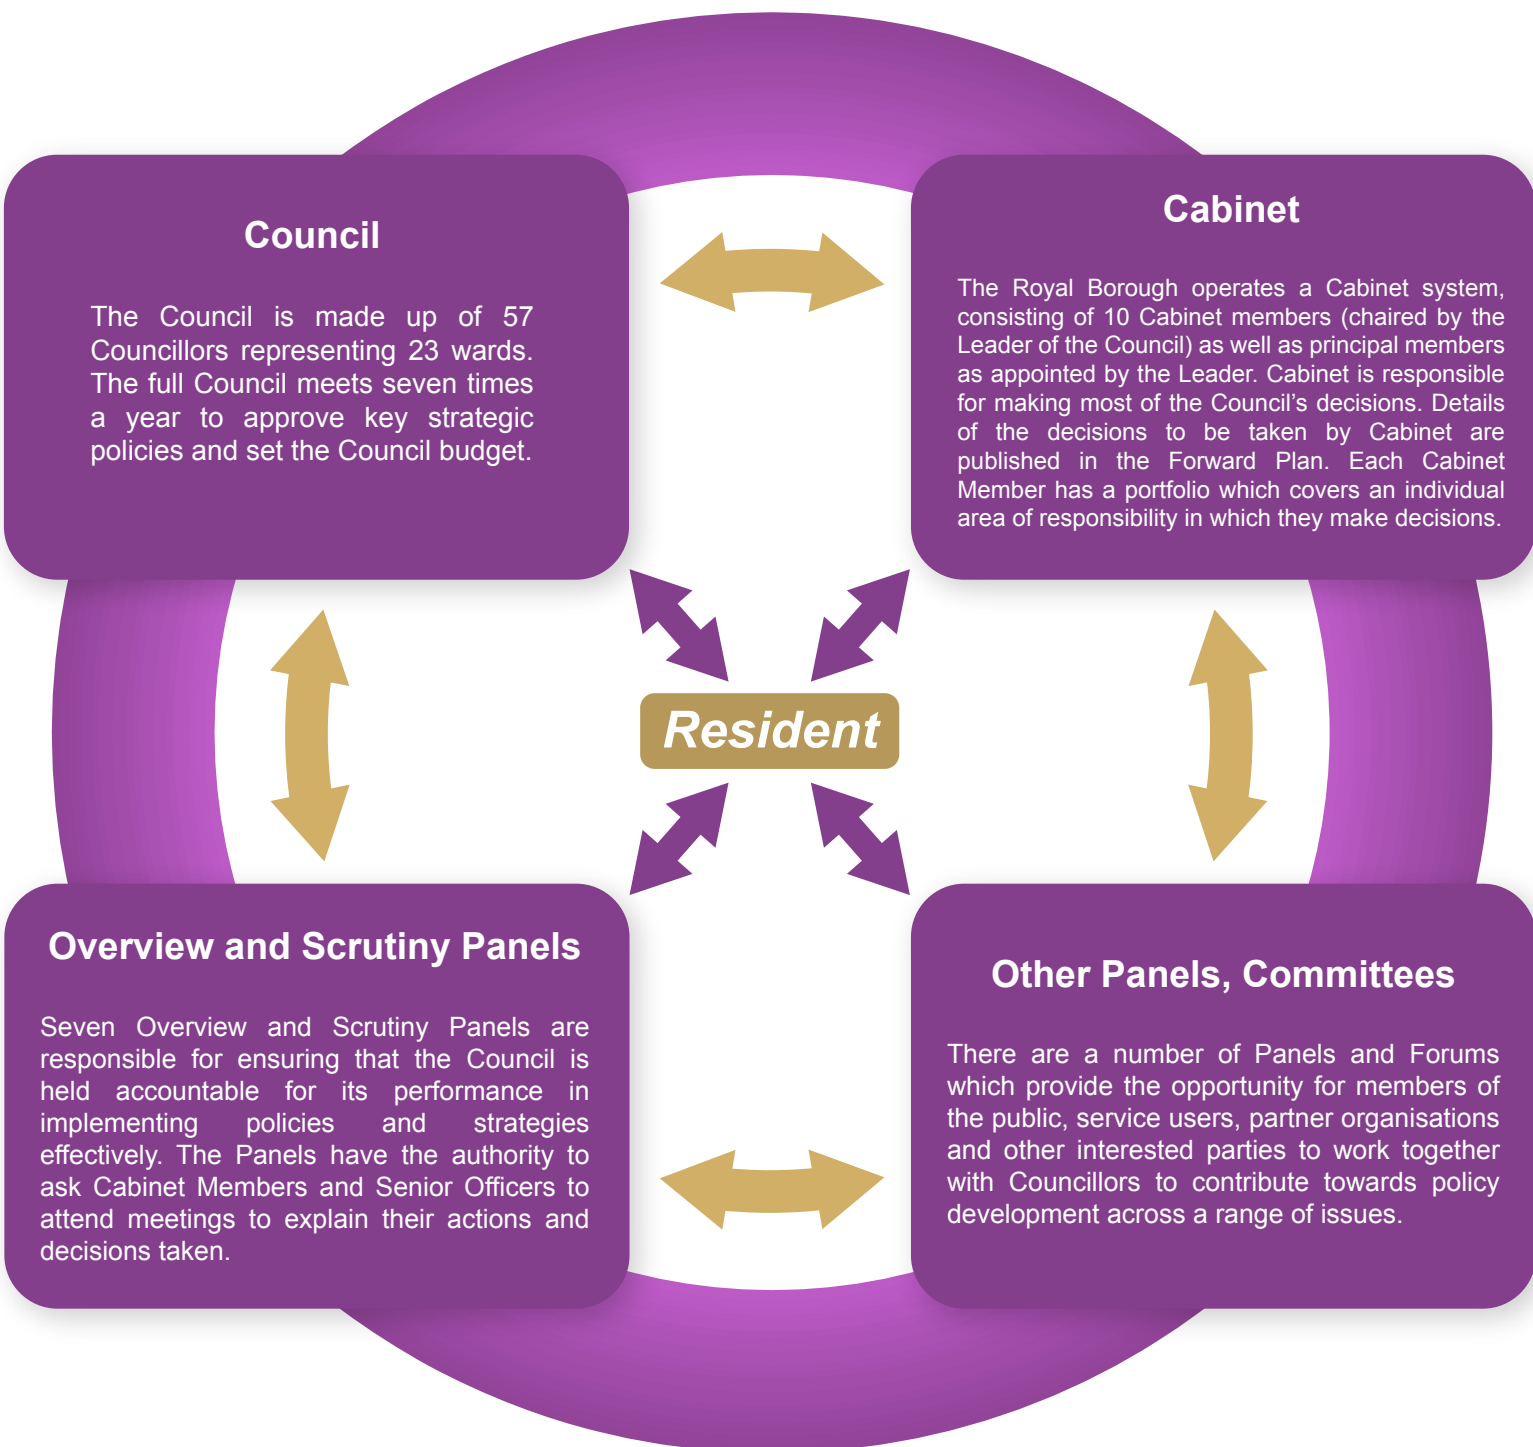 Council
The Council is made up of 57
Councillors representing 23 wards.
The full Council meets seven times
a year to approve key strategic
policies and set the Council budget.
Cabinet
The Royal Borough operates a Cabinet system,
consisting of 10 Cabinet members (chaired by the
Leader of the Council) as well as principal members
as appointed by the Leader. Cabinet is responsible
for making most of the Council's decisions. Details
of the decisions to be taken by Cabinet are
published in the Forward Plan. Each Cabinet
Member has a portfolio which covers an individual
area of responsibility in which they make decisions.
Resident
Overview and Scrutiny Panels
Seven Overview and Scrutiny Panels are
responsible for ensuring that the Council is
held accountable for its performance in
implementing policies and strategies
effectively. The Panels have the authority to
ask Cabinet Members and Senior Officers to
attend meetings to explain their actions and
decisions taken.
Other Panels, Committees
There are a number of Panels and Forums
which provide the opportunity for members of
the public, service users, partner organisations
and other interested parties to work together
with Councillors to contribute towards policy
development across a range of issues.